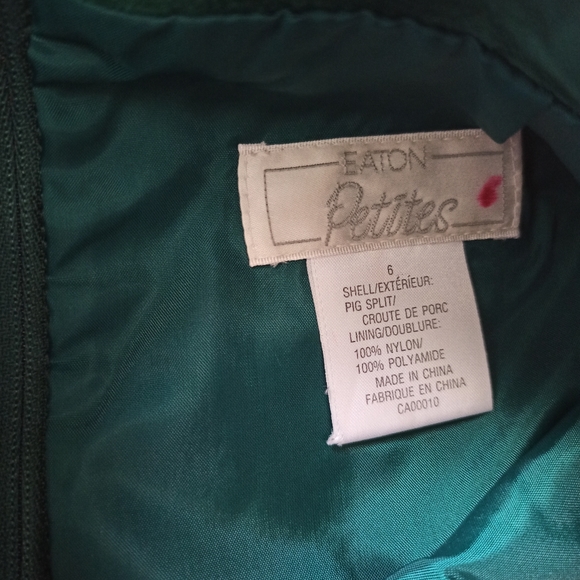 EATON
Petites
6
SHELL/EXTÉRÍEUR:
PIG SPLIT/
CROUTE DE PORC
LINING/DOUBLURE:
100% NYLON/
100% POLYAMIDE
MADE IN CHINA
FABRIQUE EN CHINA
CA00010